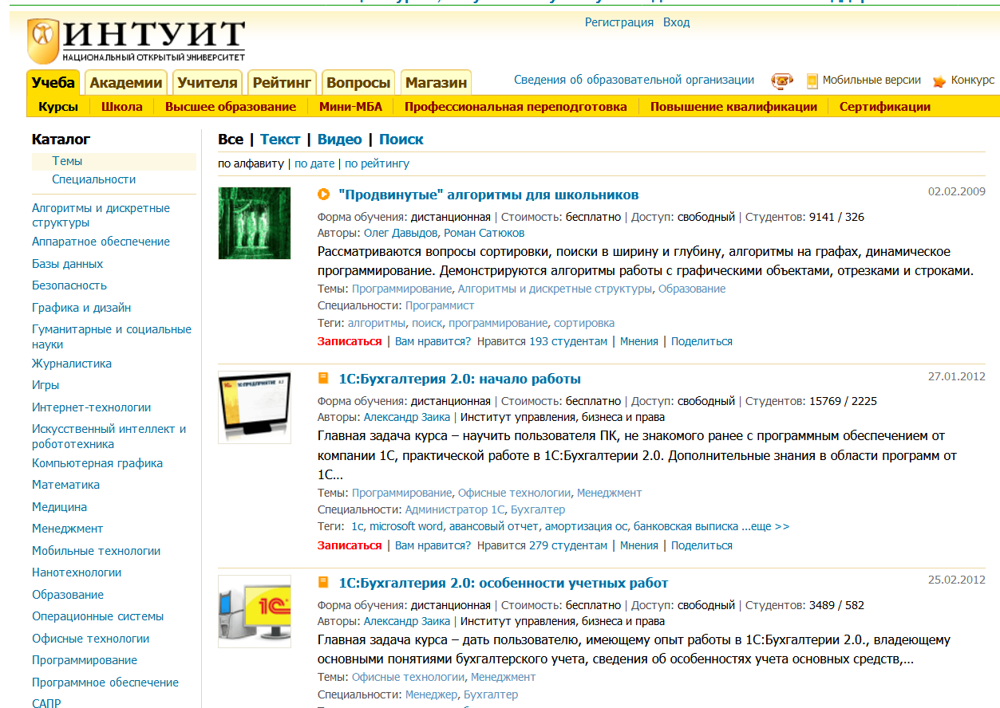 ИНТУИТ
НАЦИОНАЛЬНЫЙ ОТКРЫТЫЙ УНИВЕРСИТЕТ
Регистрация Вход
Учеба Академии Учителя Рейтинг Вопросы Магазин
Сведения об образовательной организации Мобильные версии Конкурс
Курсы Школа Высшее образование Мини-МБА Профессиональная переподготовка Повышение квалификации Сертификации
Каталог
Темы
Специальности
Алгоритмы и дискретные
структуры
Аппаратное обеспечение
Базы данных
Безопасность
Графика и дизайн
Гуманитарные и социальные
науки
Журналистика
Игры
Интернет-технологии
Искусственный интеллект и
робототехника
Компьютерная графика
Математика
Медицина
Менеджмент
Мобильные технологии
Нанотехнологии
Образование
Операционные системы
Офисные технологии
Программирование
Программное обеспечение
САПР
Все | Текст | Видео | Поиск
по алфавиту | по дате | по рейтингу
"Продвинутые" алгоритмы для школьников 02.02.2009
Форма обучения: дистанционная | Стоимость: бесплатно | Доступ: свободный | Студентов: 9141 / 326
Авторы: Олег Давыдов, Роман Сатюков
Рассматриваются вопросы сортировки, поиски в ширину и глубину, алгоритмы на графах, динамическое
программирование. Демонстрируются алгоритмы работы с графическими объектами, отрезками и строками.
Темы: Программирование, Алгоритмы и дискретные структуры, Образование
Специальности: Программист
Теги: алгоритмы, поиск, программирование, сортировка
Записаться | Вам нравится? Нравится 193 студентам | Мнения | Поделиться
1С:Бухгалтерия 2.0: начало работы 27.01.2012
Форма обучения: дистанционная | Стоимость: бесплатно | Доступ: свободный | Студентов: 15769 / 2225
Авторы: Александр Заика | Институт управления, бизнеса и права
Главная задача курса – научить пользователя ПК, не знакомого ранее с программным обеспечением от
компании 1С, практической работе в 1С:Бухгалтерии 2.0. Дополнительные знания в области программ от
1С...
Темы: Программирование, Офисные технологии, Менеджмент
Специальности: Администратор 1С, Бухгалтер
Теги: 1с, microsoft word, авансовый отчет, амортизация ос, банковская выписка ...еще >>
Записаться | Вам нравится? Нравится 279 студентам | Мнения | Поделиться
1С:Бухгалтерия 2.0: особенности учетных работ 25.02.2012
Форма обучения: дистанционная | Стоимость: бесплатно | Доступ: свободный | Студентов: 3489 / 582
Авторы: Александр Заика | Институт управления, бизнеса и права
Главная задача курса – дать пользователю, имеющему опыт работы в 1С:Бухгалтерии 2.0., владеющему
основными понятиями бухгалтерского учета, сведения об особенностях учета основных средств,...
Темы: Офисные технологии, Менеджмент
Специальности: Менеджер, Бухгалтер